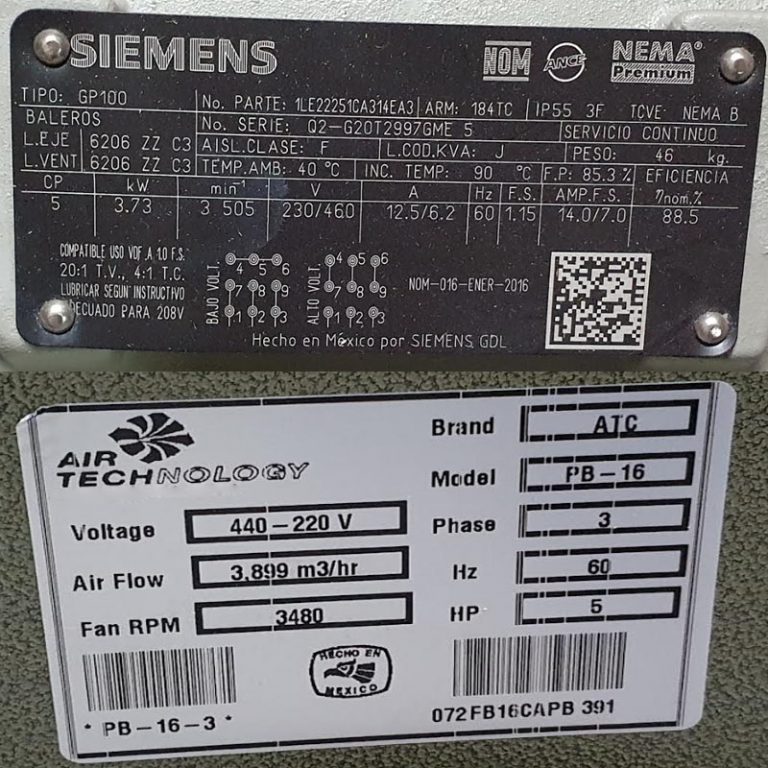 SIEMENS NOM ANCE NEMA Premium
TIPO: GP100 No. PARTE: 1LE22251CA314EA3 ARM: 184TC IP55 3F TCVE: NEMA B
BALEROS No. SERIE: Q2-G20T2997GME 5 SERVICIO CONTINUO
L.EJE 6206 ZZ C3 AISL.CLASE: F L.COD.KVA: J PESO: 46 kg.
L.VENT 6206 ZZ C3 TEMP.AMB: 40 °C INC. TEMP: 90 °C F.P: 85.3 % EFICIENCIA
CP kW min⁻¹ V A Hz F.S. AMP.F.S. ηnom.%
5 3.73 3 505 230/460 12.5/6.2 60 1.15 14.0/7.0 88.5
COMPATIBLE USO VDF A 1.0 F.S.
20:1 T.V., 4:1 T.C.
LUBRICAR SEGUN INSTRUCTIVO
ADECUADO PARA 208V
BAJO VOLT.
4 5 6
7 8 9
1 2 3
ALTO VOLT.
4 5 6
7 8 9
1 2 3
NOM-016-ENER-2016
Hecho en México por SIEMENS GDL
AIR
TECHNOLOGY
Brand ATC
Model PB-16
Voltage 440-220 V Phase 3
Air Flow 3,899 m3/hr Hz 60
Fan RPM 3480 HP 5
HECHO EN
MEXICO
* PB-16-3 * 072FB16CAPB 391